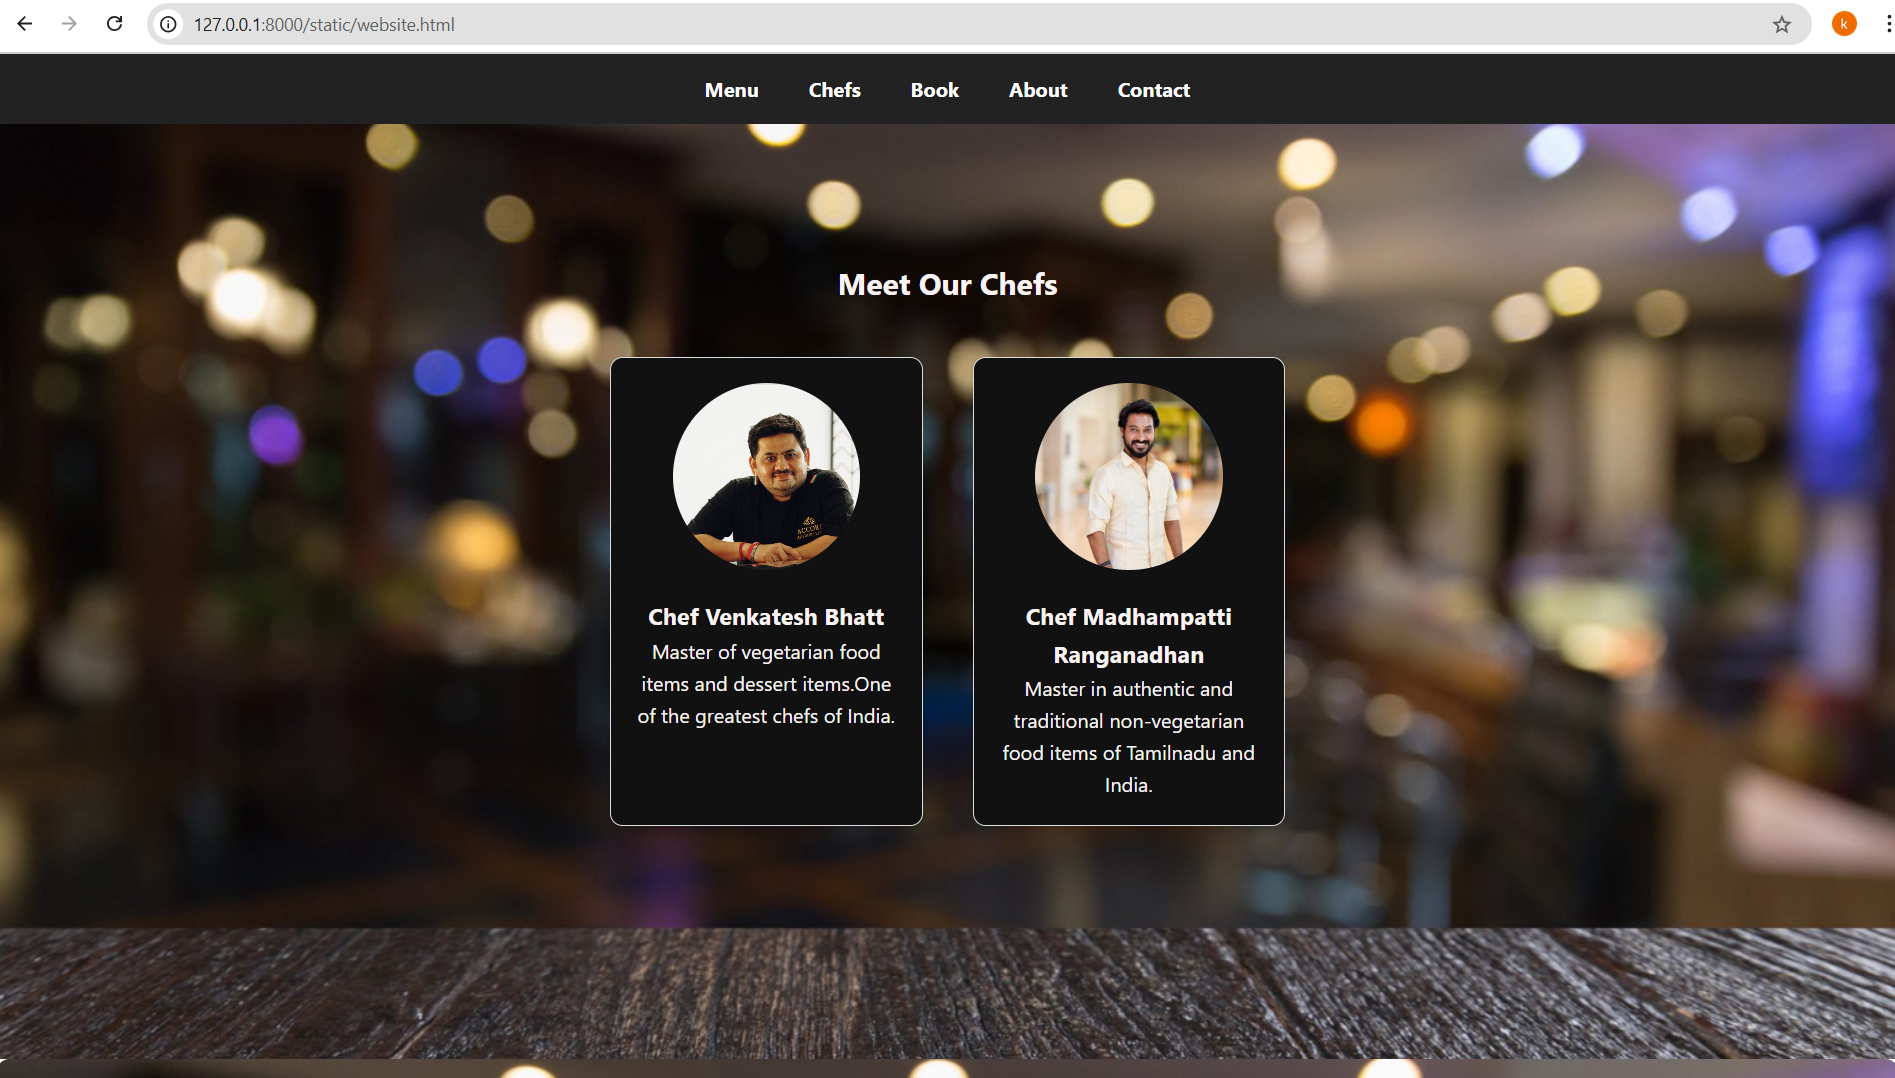 127.0.0.1:8000/static/website.html
k
Menu Chefs Book About Contact
Meet Our Chefs
Chef Venkatesh Bhatt
Master of vegetarian food
items and dessert items.One
of the greatest chefs of India.
Chef Madhampatti
Ranganadhan
Master in authentic and
traditional non-vegetarian
food items of Tamilnadu and
India.